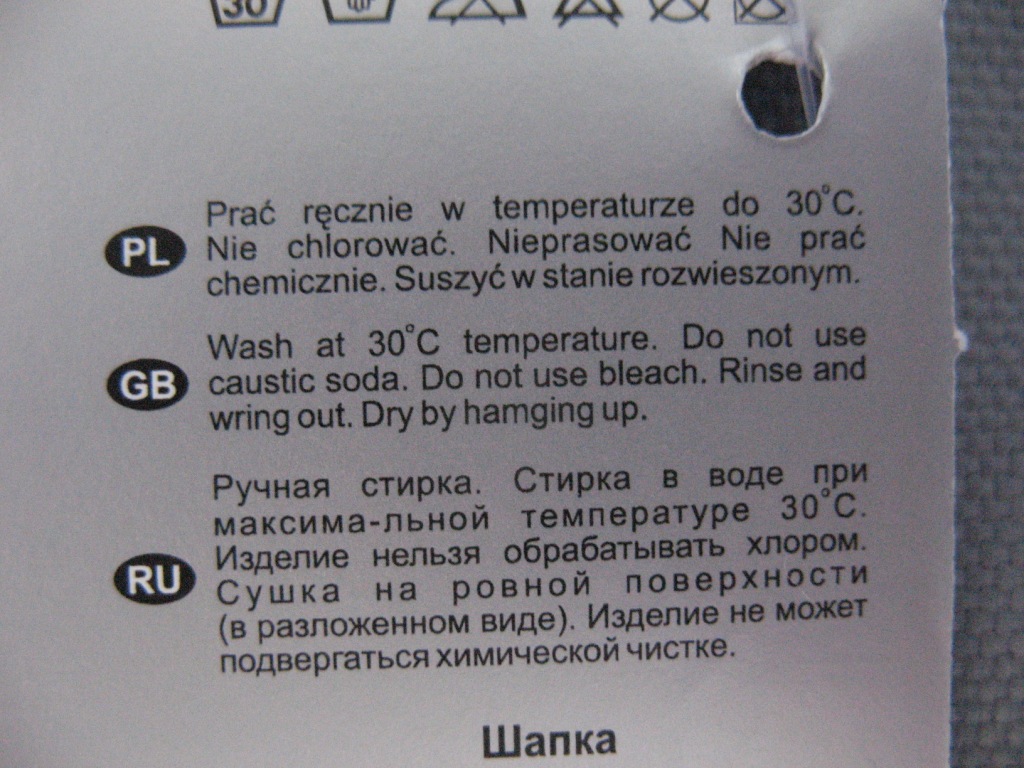 30
PL
Prać ręcznie w temperaturze do 30°C.
Nie chlorować. Nieprasować Nie prać
chemicznie. Suszyć w stanie rozwieszonym.
GB
Wash at 30°C temperature. Do not use
caustic soda. Do not use bleach. Rinse and
wring out. Dry by hamging up.
RU
Ручная стирка. Стирка в воде при
максима-льной температуре 30°C.
Изделие нельзя обрабатывать хлором.
Сушка на ровной поверхности
(в разложенном виде). Изделие не может
подвергаться химической чистке.
Шапка